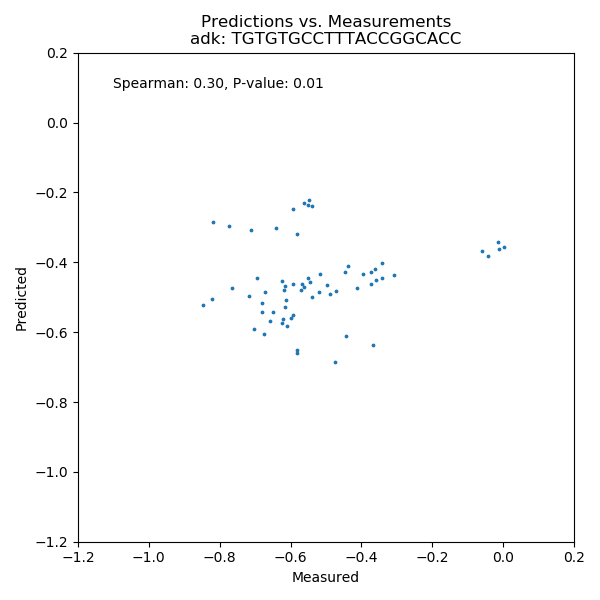 Predictions vs. Measurements
adk: TGTGTGCCTTTACCGGCACC
Spearman: 0.30, P-value: 0.01
0.2
0.0
−0.2
−0.4
−0.6
−0.8
−1.0
−1.2
Predicted
−1.2 −1.0 −0.8 −0.6 −0.4 −0.2 0.0 0.2
Measured